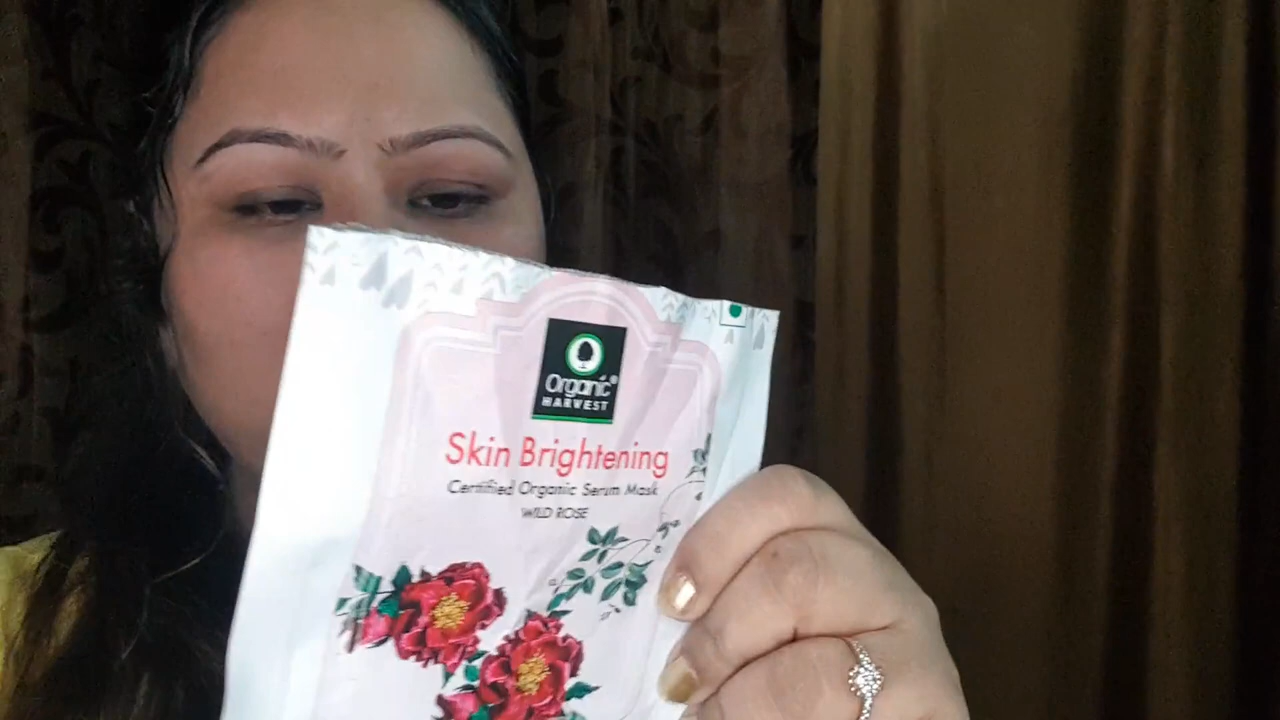 Organic®
HARVEST
Skin Brightening
Certified Organic Serum Mask
WILD ROSE